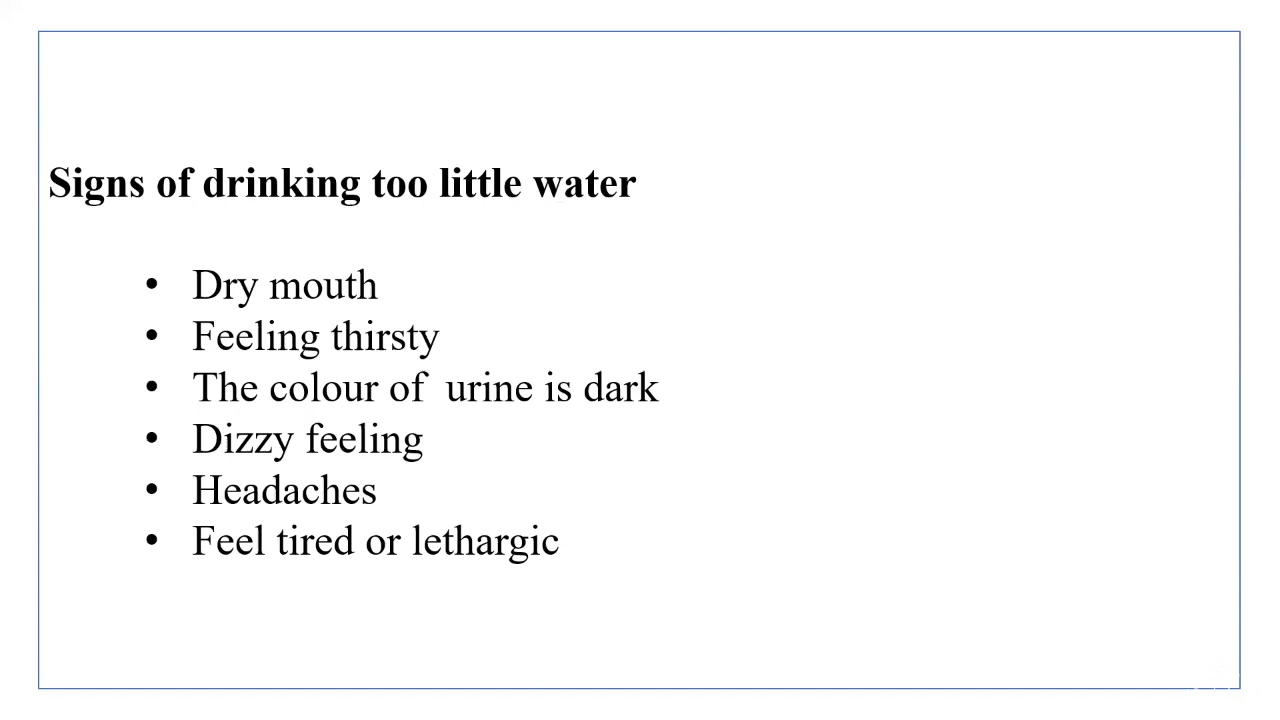 Signs of drinking too little water
• Dry mouth
• Feeling thirsty
• The colour of  urine is dark
• Dizzy feeling
• Headaches
• Feel tired or lethargic